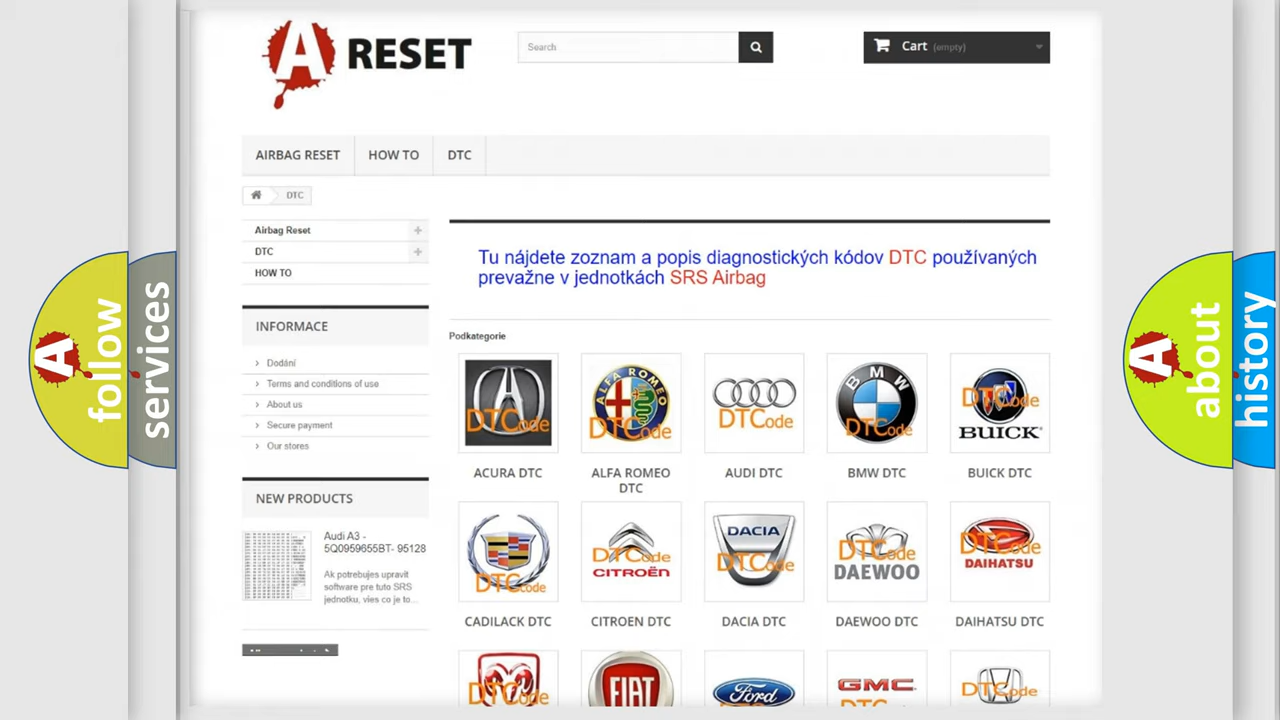 A RESET
Search
Cart (empty)
AIRBAG RESET
HOW TO
DTC
DTC
Airbag Reset
DTC
HOW TO
Tu nájdete zoznam a popis diagnostických kódov DTC používaných
prevažne v jednotkách SRS Airbag
INFORMACE
Podkategorie
Dodání
Terms and conditions of use
About us
Secure payment
Our stores
ALFA ROMEO
BMW
BUICK
DTCode
DTCode
DTCode
DTCode
DTCode
ACURA DTC
ALFA ROMEO
DTC
AUDI DTC
BMW DTC
BUICK DTC
NEW PRODUCTS
Audi A3 -
5Q0959655BT- 95128
Ak potrebujes upravit
software pre tuto SRS
jednotku, vies co je to...
DTCode
DTCode
CITROËN
DACIA
DTCode
DTCode
DAEWOO
DTCode
DAIHATSU
CADILACK DTC
CITROEN DTC
DACIA DTC
DAEWOO DTC
DAIHATSU DTC
DTCode
FIAT
Ford
GMC
DTCode
A follow
services
A about
history